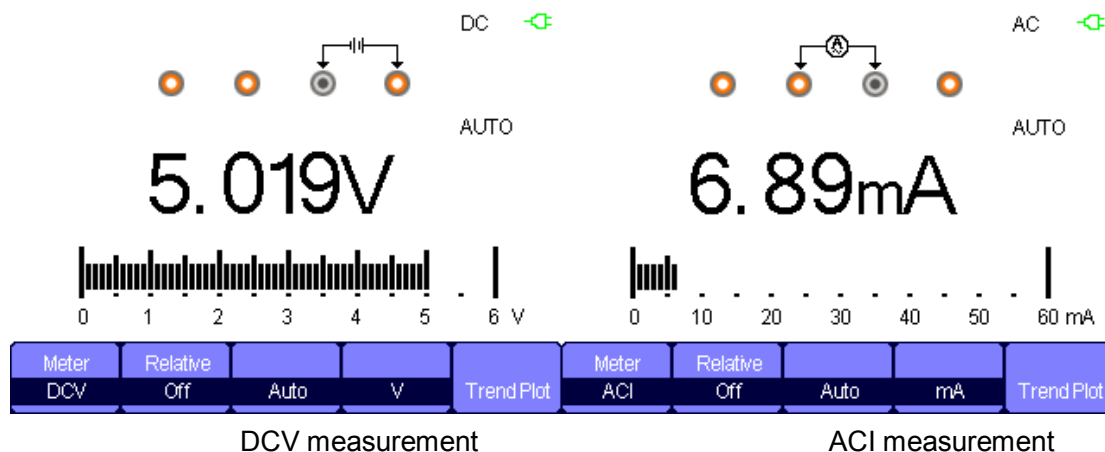 DC
AUTO
5.019V
0 1 2 3 4 5 6 V
Meter Relative
DCV Off Auto V Trend Plot
DCV measurement
AC
A
AUTO
6.89mA
0 10 20 30 40 50 60 mA
Meter Relative
ACI Off Auto mA Trend Plot
ACI measurement